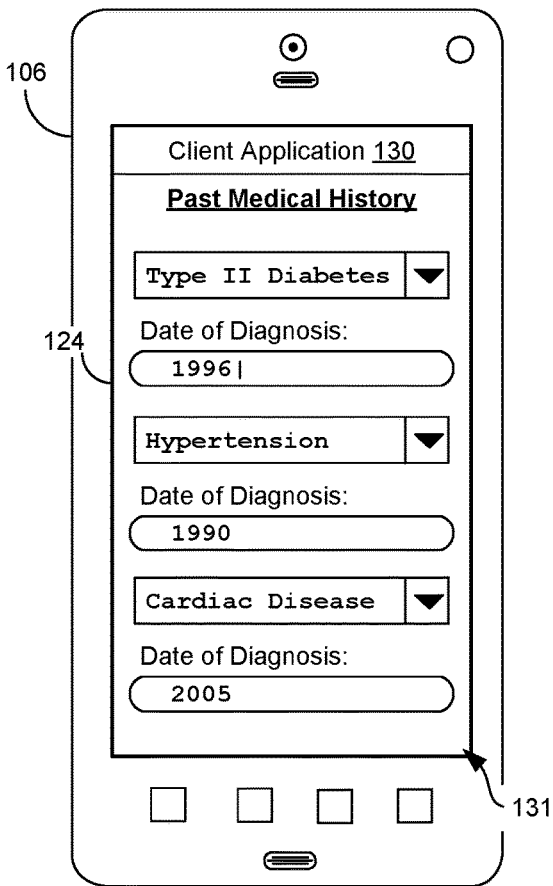 106
Client Application 130
Past Medical History
Type II Diabetes
124
Date of Diagnosis:
1996|
Hypertension
Date of Diagnosis:
1990
Cardiac Disease
Date of Diagnosis:
2005
131